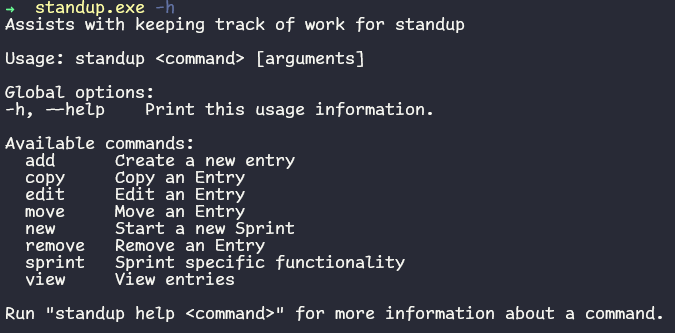 → standup.exe -h
Assists with keeping track of work for standup
Usage: standup <command> [arguments]
Global options:
-h, --help    Print this usage information.
Available commands:
  add      Create a new entry
  copy     Copy an Entry
  edit     Edit an Entry
  move     Move an Entry
  new      Start a new Sprint
  remove   Remove an Entry
  sprint   Sprint specific functionality
  view     View entries
Run "standup help <command>" for more information about a command.